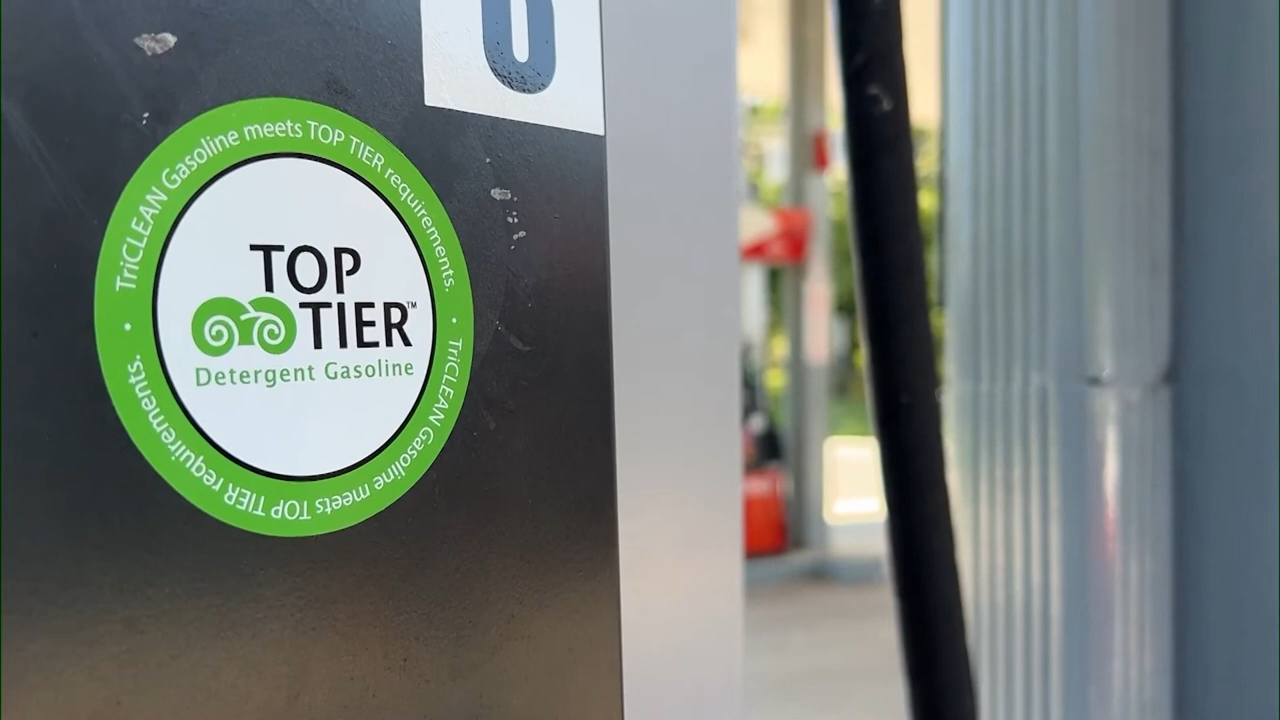 TriCLEAN Gasoline meets TOP TIER requirements.
TOP
TIER™
Detergent Gasoline
• TriCLEAN Gasoline meets TOP TIER requirements. •